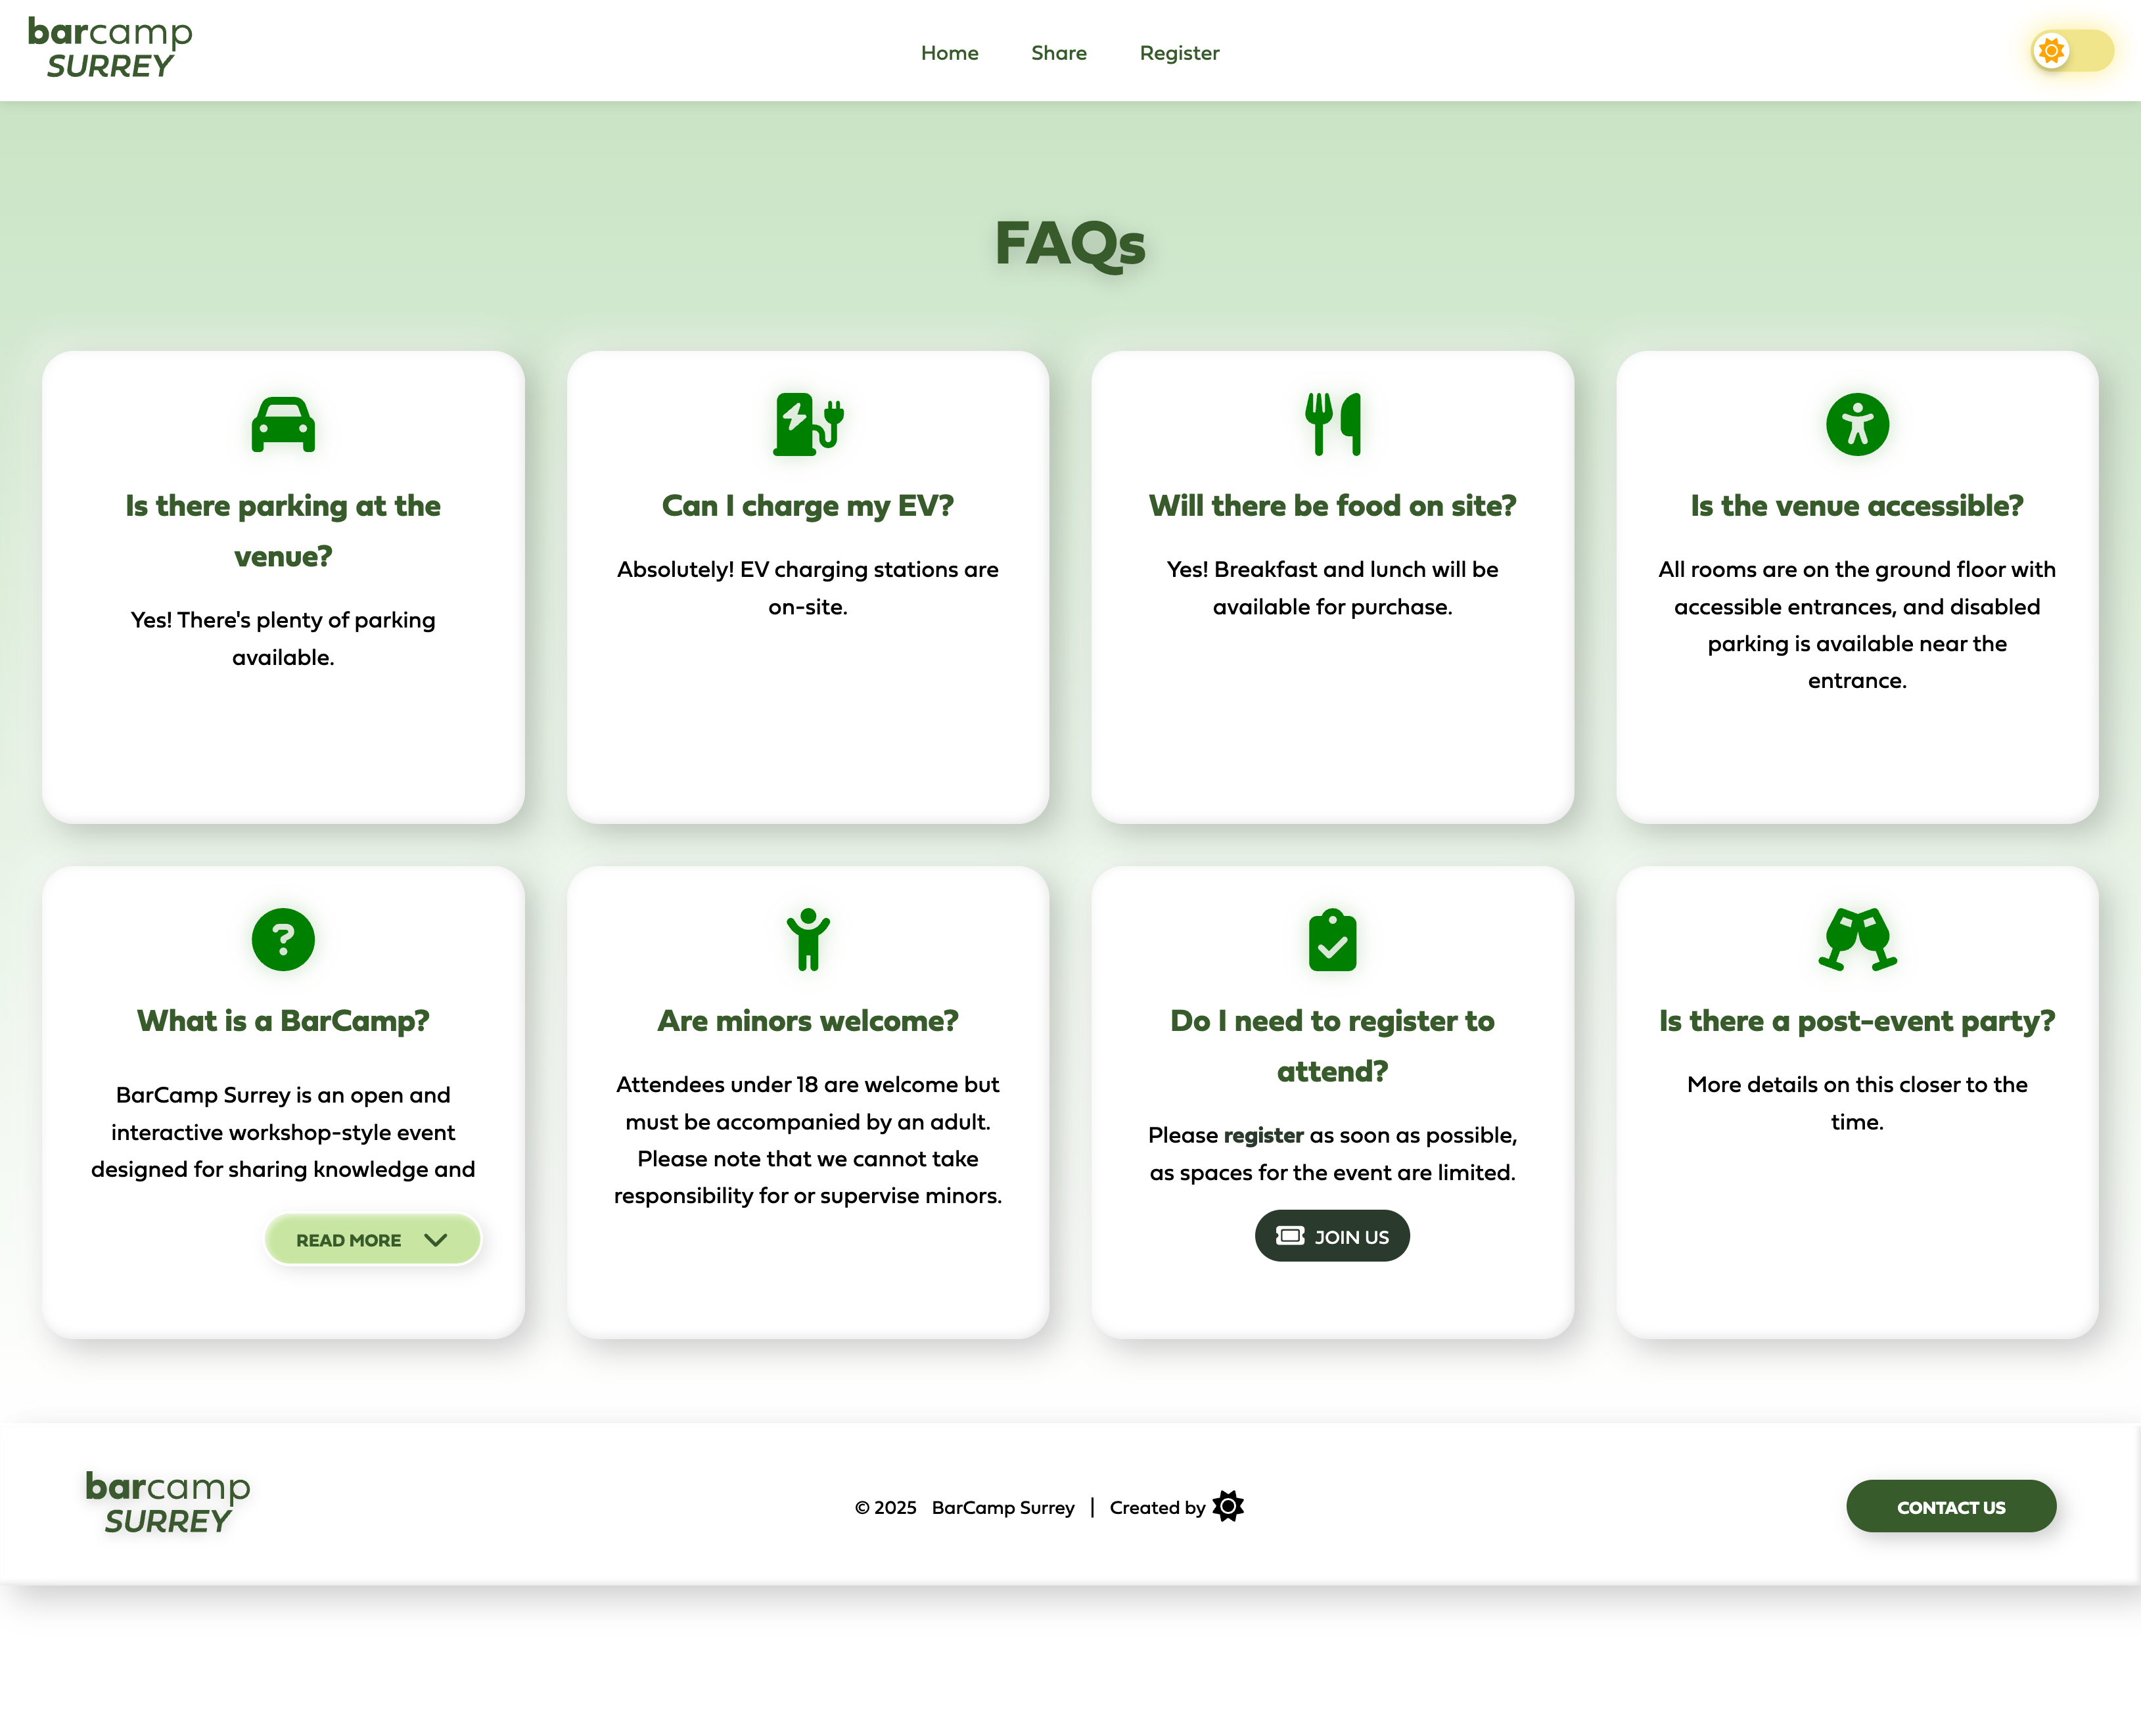 barcamp
SURREY
Home
Share
Register
FAQs
Is there parking at the
venue?
Yes! There's plenty of parking
available.
Can I charge my EV?
Absolutely! EV charging stations are
on-site.
Will there be food on site?
Yes! Breakfast and lunch will be
available for purchase.
Is the venue accessible?
All rooms are on the ground floor with
accessible entrances, and disabled
parking is available near the
entrance.
What is a BarCamp?
BarCamp Surrey is an open and
interactive workshop-style event
designed for sharing knowledge and
READ MORE
Are minors welcome?
Attendees under 18 are welcome but
must be accompanied by an adult.
Please note that we cannot take
responsibility for or supervise minors.
Do I need to register to
attend?
Please register as soon as possible,
as spaces for the event are limited.
JOIN US
Is there a post-event party?
More details on this closer to the
time.
barcamp
SURREY
© 2025 BarCamp Surrey | Created by
CONTACT US